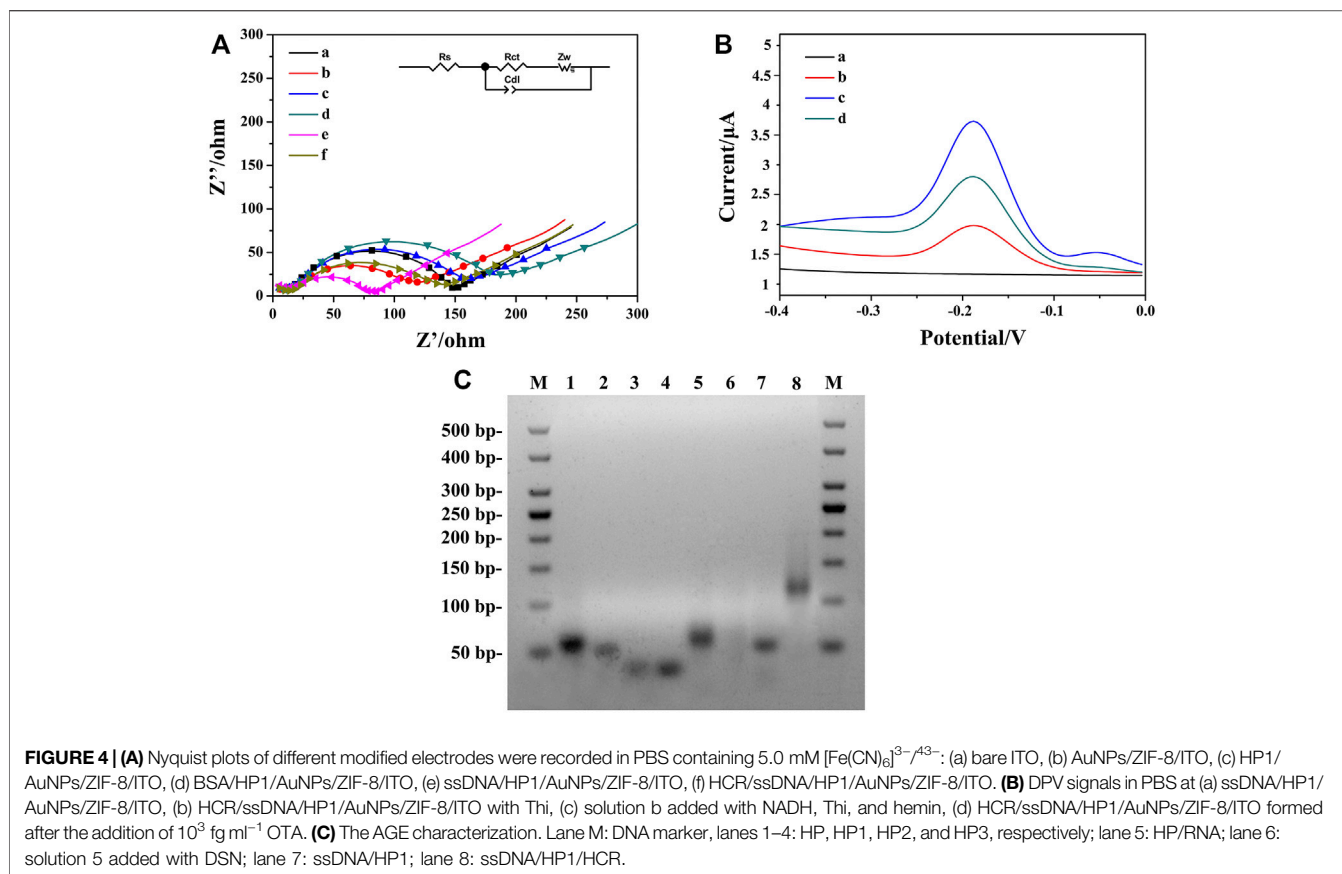 A
a
b
c
d
e
f
Rs
Rct
Zw
s
Cdl
300
250
200
150
100
50
0
Z''/ohm
0 50 100 150 200 250 300
Z'/ohm
B
a
b
c
d
5
4.5
4
3.5
3
2.5
2
1.5
1
Current/µA
-0.4 -0.3 -0.2 -0.1 0.0
Potential/V
C M 1 2 3 4 5 6 7 8 M
500 bp-
400 bp-
300 bp-
250 bp-
200 bp-
150 bp-
100 bp-
50 bp-
FIGURE 4 | (A) Nyquist plots of different modified electrodes were recorded in PBS containing 5.0 mM [Fe(CN)6]3−/43−: (a) bare ITO, (b) AuNPs/ZIF-8/ITO, (c) HP1/
AuNPs/ZIF-8/ITO, (d) BSA/HP1/AuNPs/ZIF-8/ITO, (e) ssDNA/HP1/AuNPs/ZIF-8/ITO, (f) HCR/ssDNA/HP1/AuNPs/ZIF-8/ITO. (B) DPV signals in PBS at (a) ssDNA/HP1/
AuNPs/ZIF-8/ITO, (b) HCR/ssDNA/HP1/AuNPs/ZIF-8/ITO with Thi, (c) solution b added with NADH, Thi, and hemin, (d) HCR/ssDNA/HP1/AuNPs/ZIF-8/ITO formed
after the addition of 10³ fg ml⁻¹ OTA. (C) The AGE characterization. Lane M: DNA marker, lanes 1–4: HP, HP1, HP2, and HP3, respectively; lane 5: HP/RNA; lane 6:
solution 5 added with DSN; lane 7: ssDNA/HP1; lane 8: ssDNA/HP1/HCR.